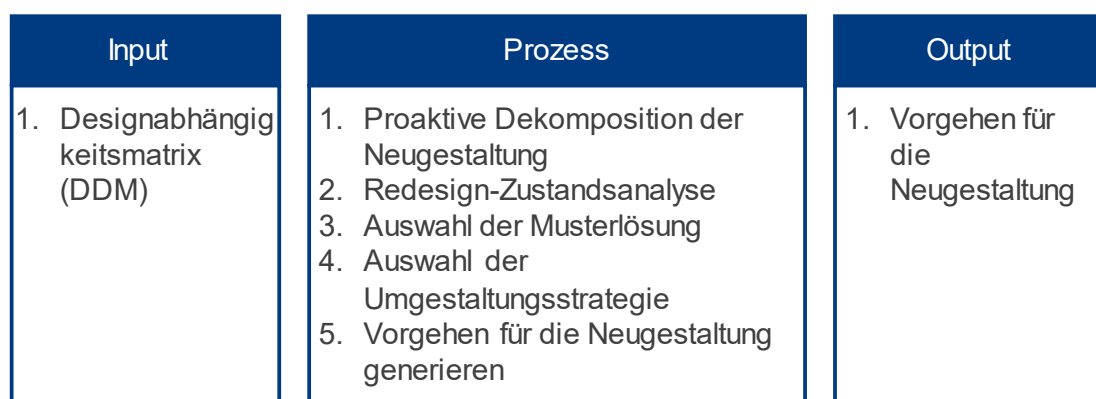 Input
1. Designabhängig
keitsmatrix
(DDM)
Prozess
1. Proaktive Dekomposition der
Neugestaltung
2. Redesign-Zustandsanalyse
3. Auswahl der Musterlösung
4. Auswahl der
Umgestaltungsstrategie
5. Vorgehen für die Neugestaltung
generieren
Output
1. Vorgehen für
die
Neugestaltung